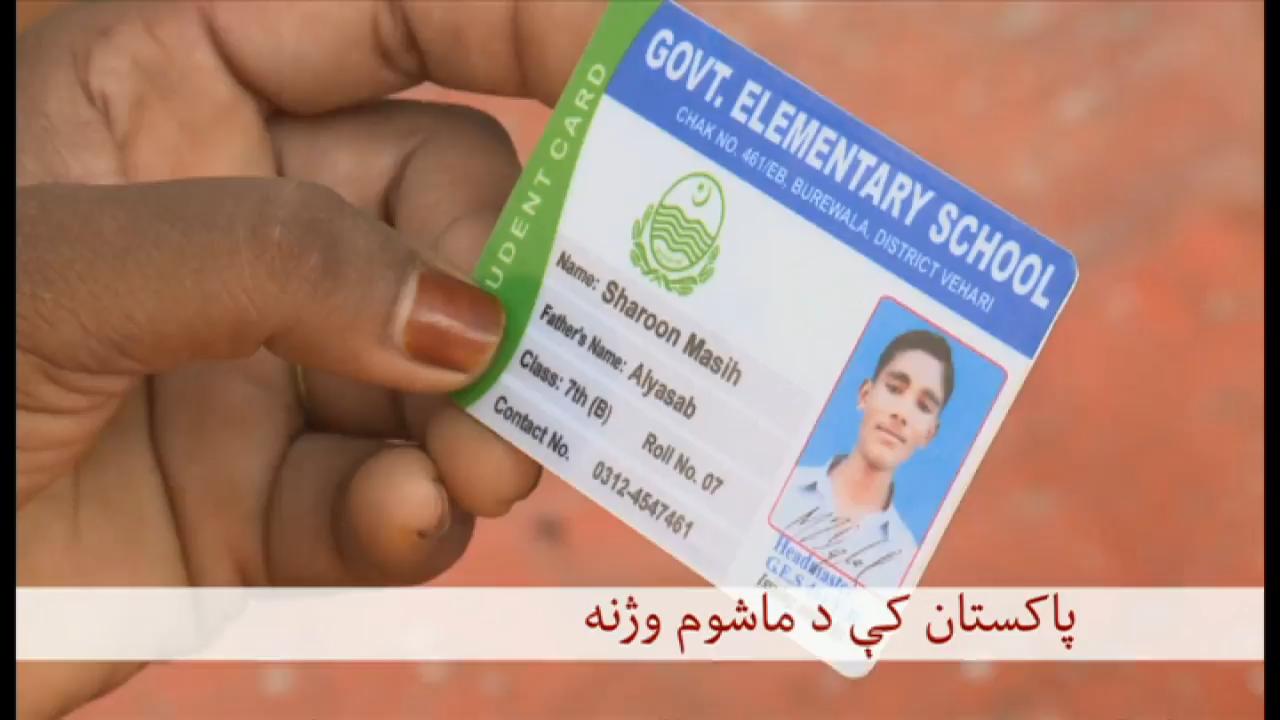 GOVT. ELEMENTARY SCHOOL
CHAK NO. 461/EB, BUREWALA, DISTRICT VEHARI
UDENT CARD
Name: Sharoon Masih
Father's Name: Alyasab
Class: 7th (B) Roll No. 07
Contact No. 0312-4547461
Headmaste
G.E.S
پاکستان کې د ماشوم وژنه